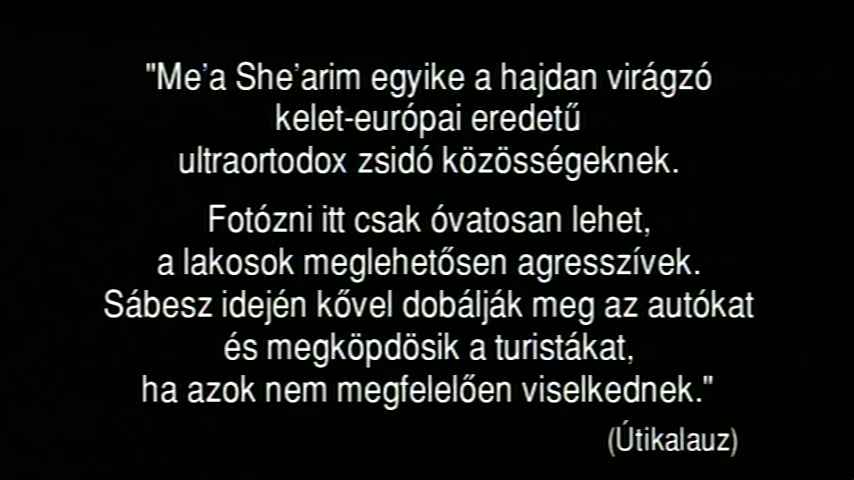 "Me'a She'arim egyike a hajdan virágzó
kelet-európai eredetű
ultraortodox zsidó közösségeknek.
Fotózni itt csak óvatosan lehet,
a lakosok meglehetősen agresszívek.
Sábesz idején kővel dobálják meg az autókat
és megköpdösik a turistákat,
ha azok nem megfelelően viselkednek."
(Útikalauz)